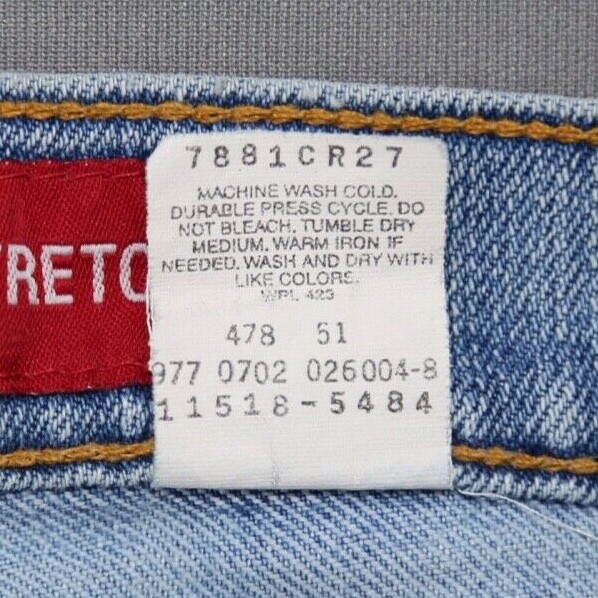 7881CR27
MACHINE WASH COLD.
DURABLE PRESS CYCLE. DO
NOT BLEACH. TUMBLE DRY
MEDIUM. WARM IRON IF
NEEDED. WASH AND DRY WITH
LIKE COLORS.
WPL 423
RETC
478 51
977 0702 026004-8
11518-5484